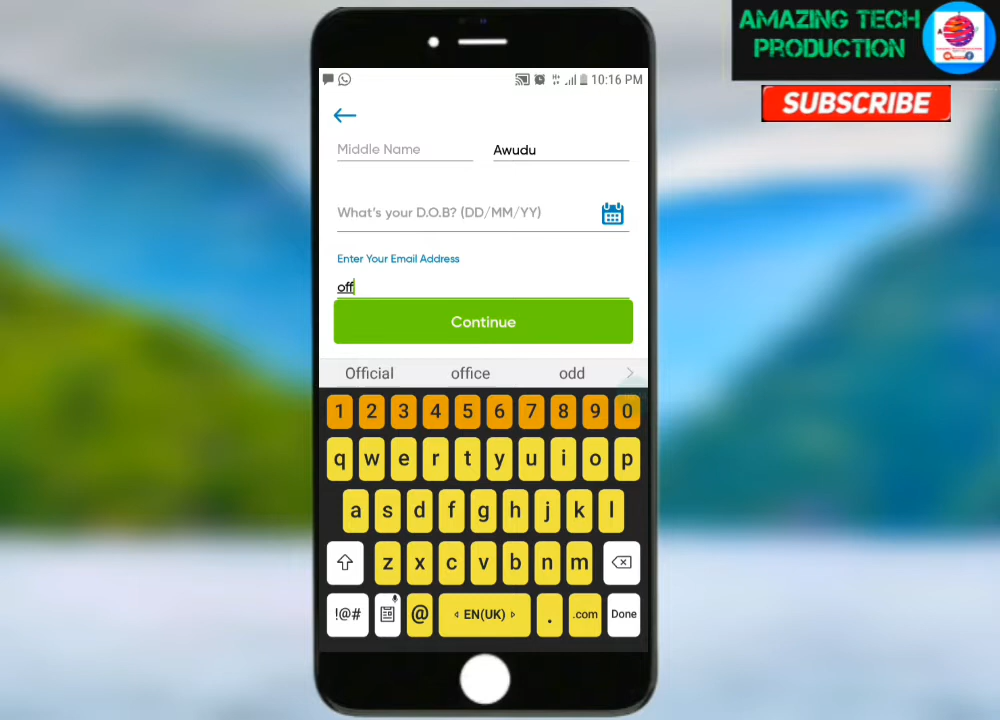 AMAZING TECH
PRODUCTION
SUBSCRIBE
10:16 PM
Middle Name
Awudu
What's your D.O.B? (DD/MM/YY)
Enter Your Email Address
off
Continue
Official office odd
1 2 3 4 5 6 7 8 9 0
q w e r t y u i o p
a s d f g h j k l
z x c v b n m
!@# @ EN(UK) . .com Done